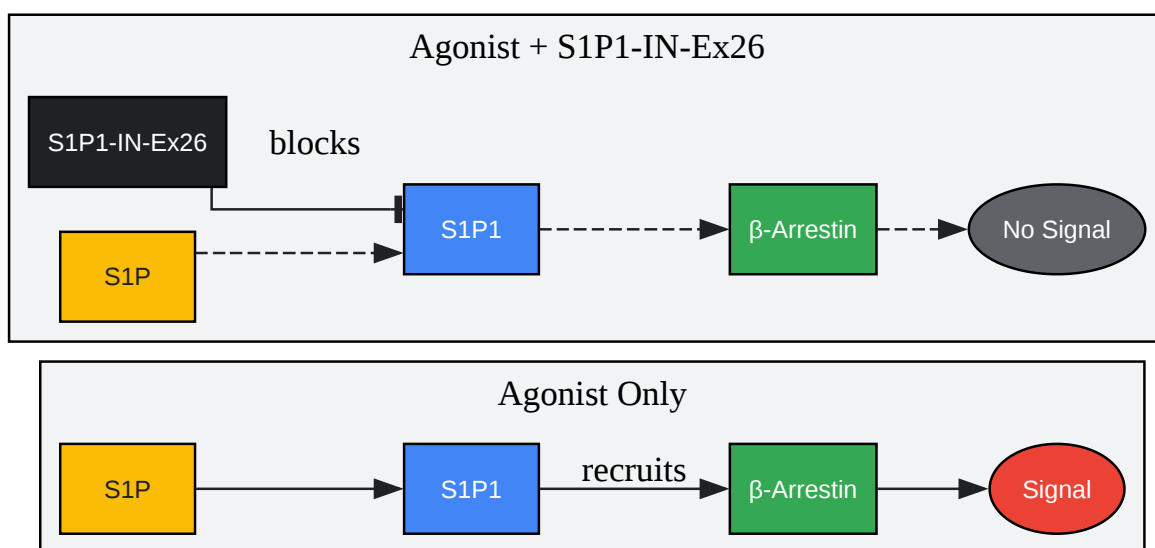 Agonist + S1P1-IN-Ex26
S1P1-IN-Ex26
blocks
S1P
S1P1
β-Arrestin
No Signal
Agonist Only
S1P
S1P1
recruits
β-Arrestin
Signal